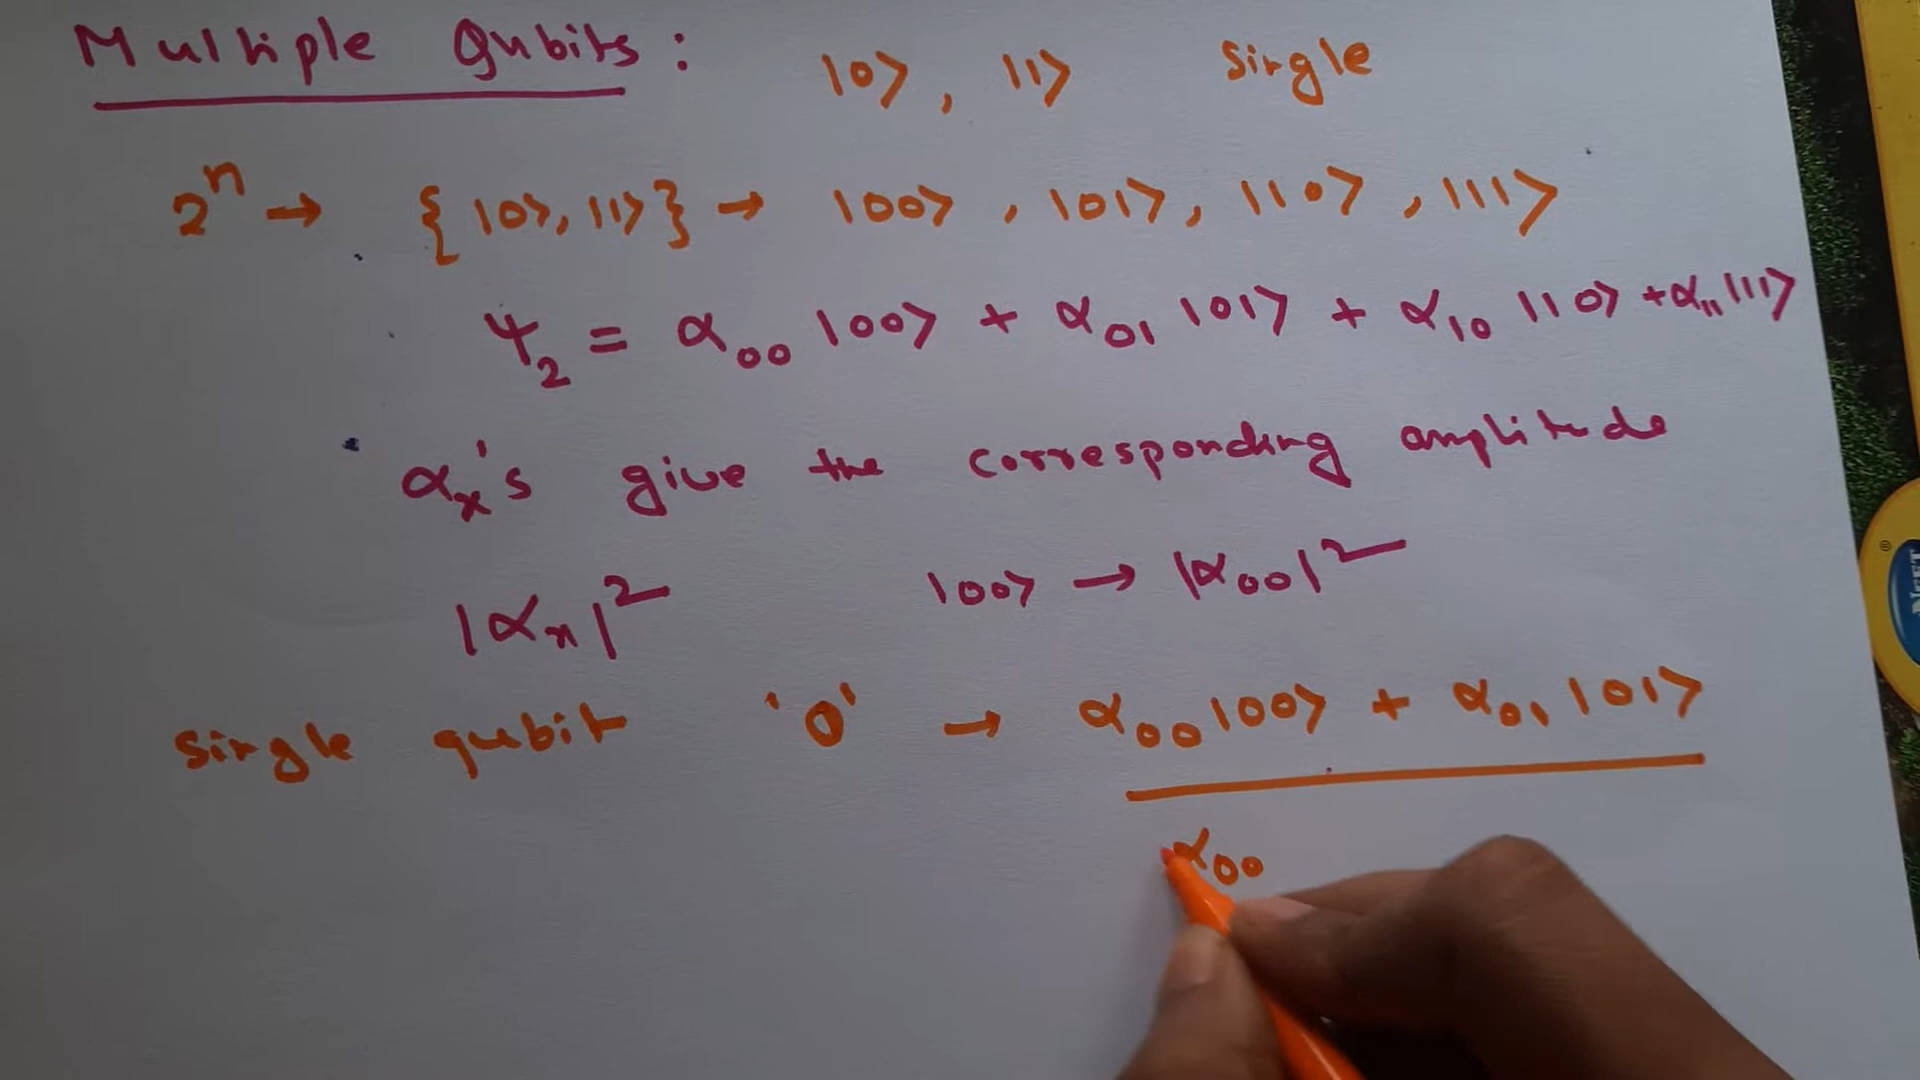 Multiple Qubits : |0⟩ , |1⟩ Single
2ⁿ → { |0⟩, |1⟩ } → |00⟩ , |01⟩ , |10⟩ , |11⟩
Ψ₂ = α₀₀ |00⟩ + α₀₁ |01⟩ + α₁₀ |10⟩ + α₁₁ |11⟩
αₓ's give the corresponding amplitude
|αₓ|² |00⟩ → |α₀₀|²
Single qubit '0' → α₀₀ |00⟩ + α₀₁ |01⟩
α₀₀